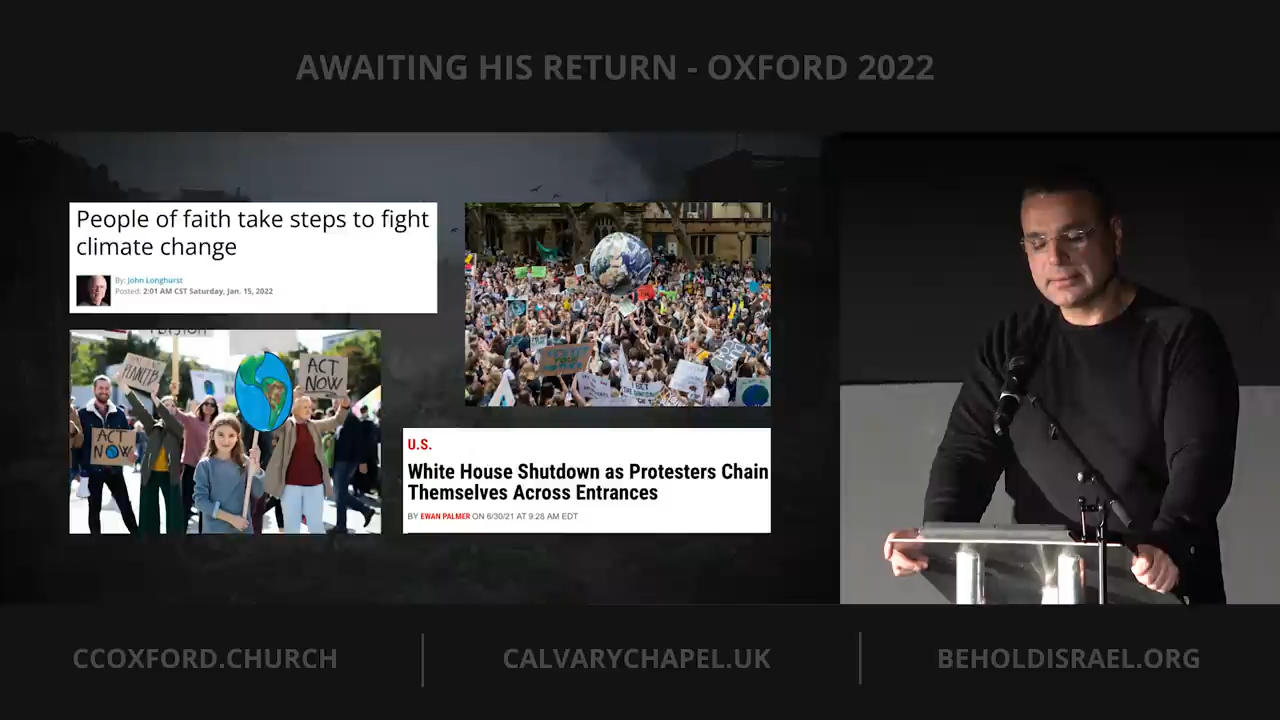 AWAITING HIS RETURN - OXFORD 2022
People of faith take steps to fight
climate change
By: John Longhurst
Posted: 2:01 AM CST Saturday, Jan. 15, 2022
ACT
NOW
ACT
NOW
U.S.
White House Shutdown as Protesters Chain
Themselves Across Entrances
BY EWAN PALMER ON 6/30/21 AT 9:28 AM EDT
CCOXFORD.CHURCH
CALVARYCHAPEL.UK
BEHOLDISRAEL.ORG